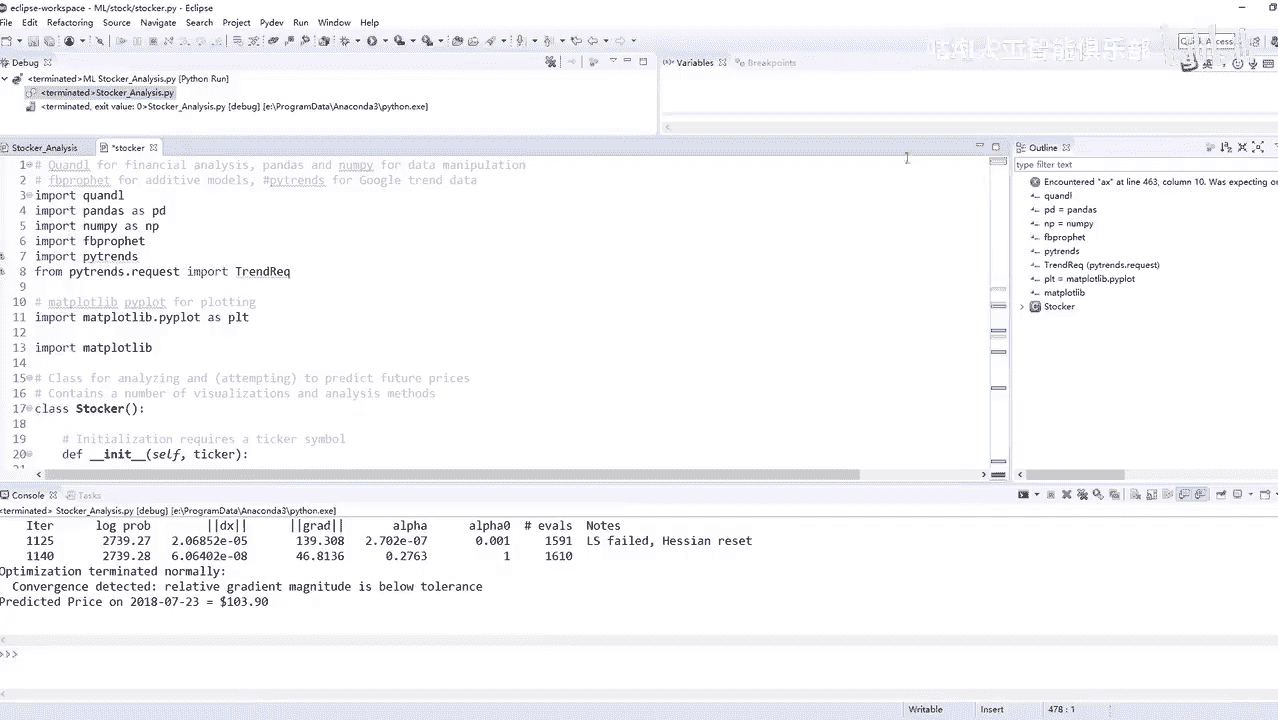 eclipse-workspace - ML/stock/stocker.py - Eclipse
File Edit Refactoring Source Navigate Search Project Pydev Run Window Help
Quick Access
Debug
Variables
Breakpoints
<terminated>ML Stocker_Analysis.py [Python Run]
<terminated>Stocker_Analysis.py
<terminated, exit value: 0>Stocker_Analysis.py [debug] [e:\ProgramData\Anaconda3\python.exe]
Stocker_Analysis
*stocker
Outline
type filter text
1 # Quandl for financial analysis, pandas and numpy for data manipulation
2 # fbprophet for additive models, #pytrends for Google trend data
3 import quandl
4 import pandas as pd
5 import numpy as np
6 import fbprophet
7 import pytrends
8 from pytrends.request import TrendReq
9
10 # matplotlib pyplot for plotting
11 import matplotlib.pyplot as plt
12
13 import matplotlib
14
15 # Class for analyzing and (attempting) to predict future prices
16 # Contains a number of visualizations and analysis methods
17 class Stocker():
18
19 # Initialization requires a ticker symbol
20 def __init__(self, ticker):
Encountered "ax" at line 463, column 10. Was expecting
quandl
pd = pandas
np = numpy
fbprophet
pytrends
TrendReq (pytrends.request)
plt = matplotlib.pyplot
matplotlib
Stocker
Console
Tasks
<terminated> Stocker_Analysis.py [debug] [e:\ProgramData\Anaconda3\python.exe]
Iter log prob ||dx|| ||grad|| alpha alpha0 # evals Notes
1125 2739.27 2.06852e-05 139.308 2.702e-07 0.001 1591 LS failed, Hessian reset
1140 2739.28 6.06402e-08 46.8136 0.2763 1 1610
Optimization terminated normally:
Convergence detected: relative gradient magnitude is below tolerance
Predicted Price on 2018-07-23 = $103.90
>>>
Writable Insert 478 : 1